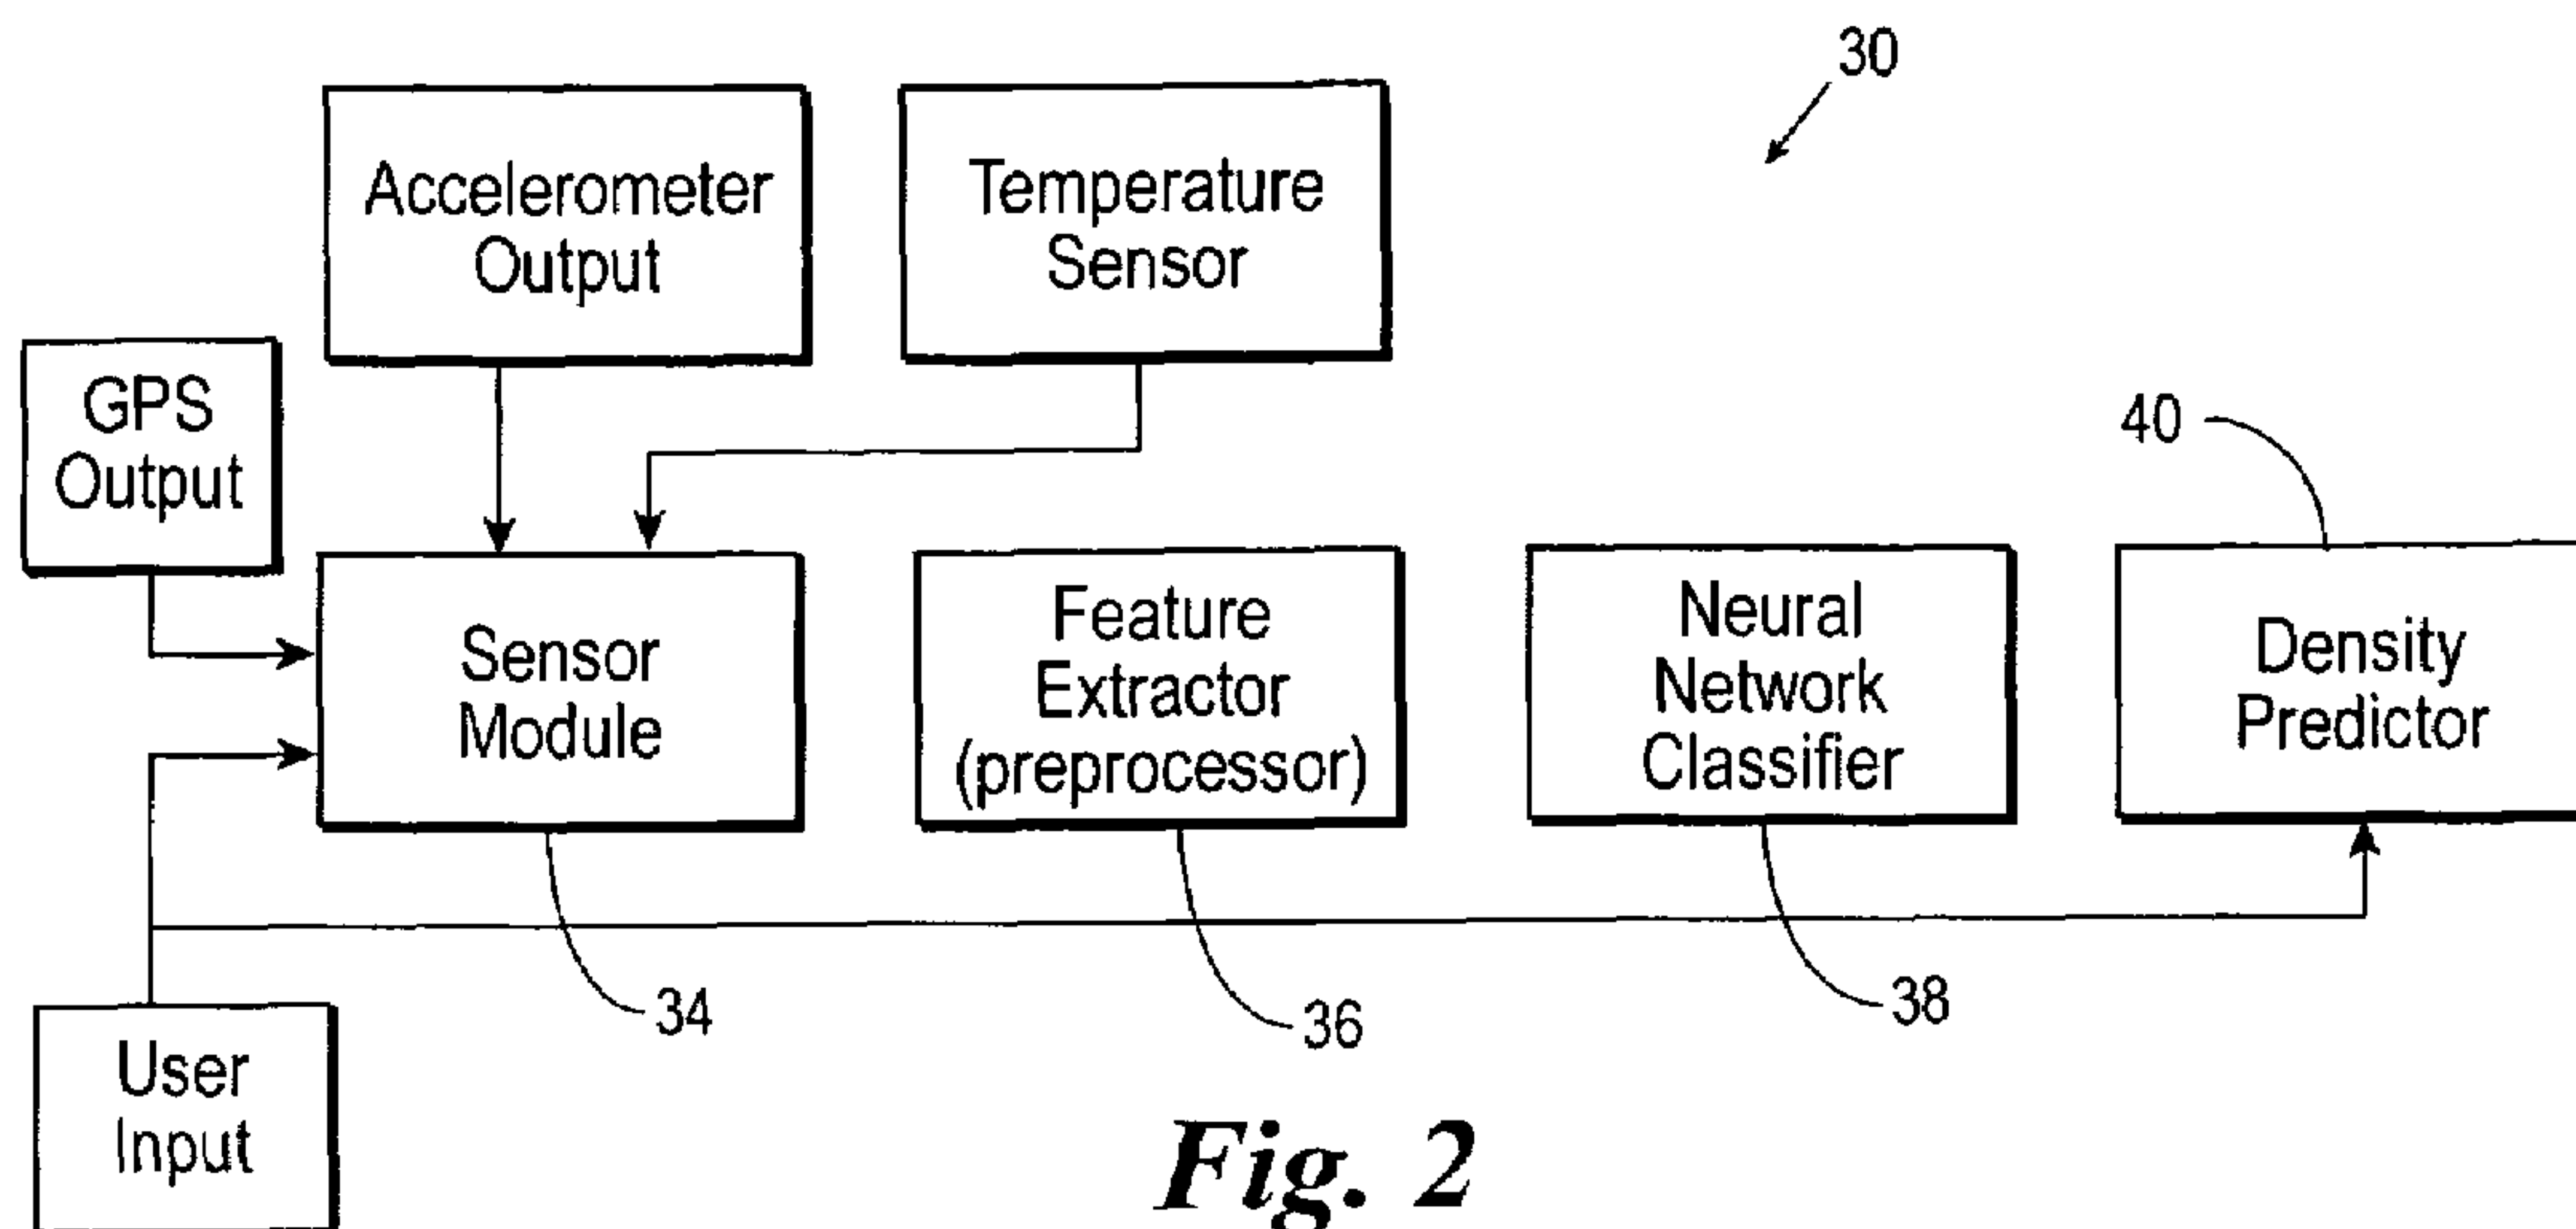 30
Accelerometer
Output
Temperature
Sensor
GPS
Output
40
Sensor
Module
Feature
Extractor
(preprocessor)
Neural
Network
Classifier
Density
Predictor
34
36
38
User
Input
Fig. 2